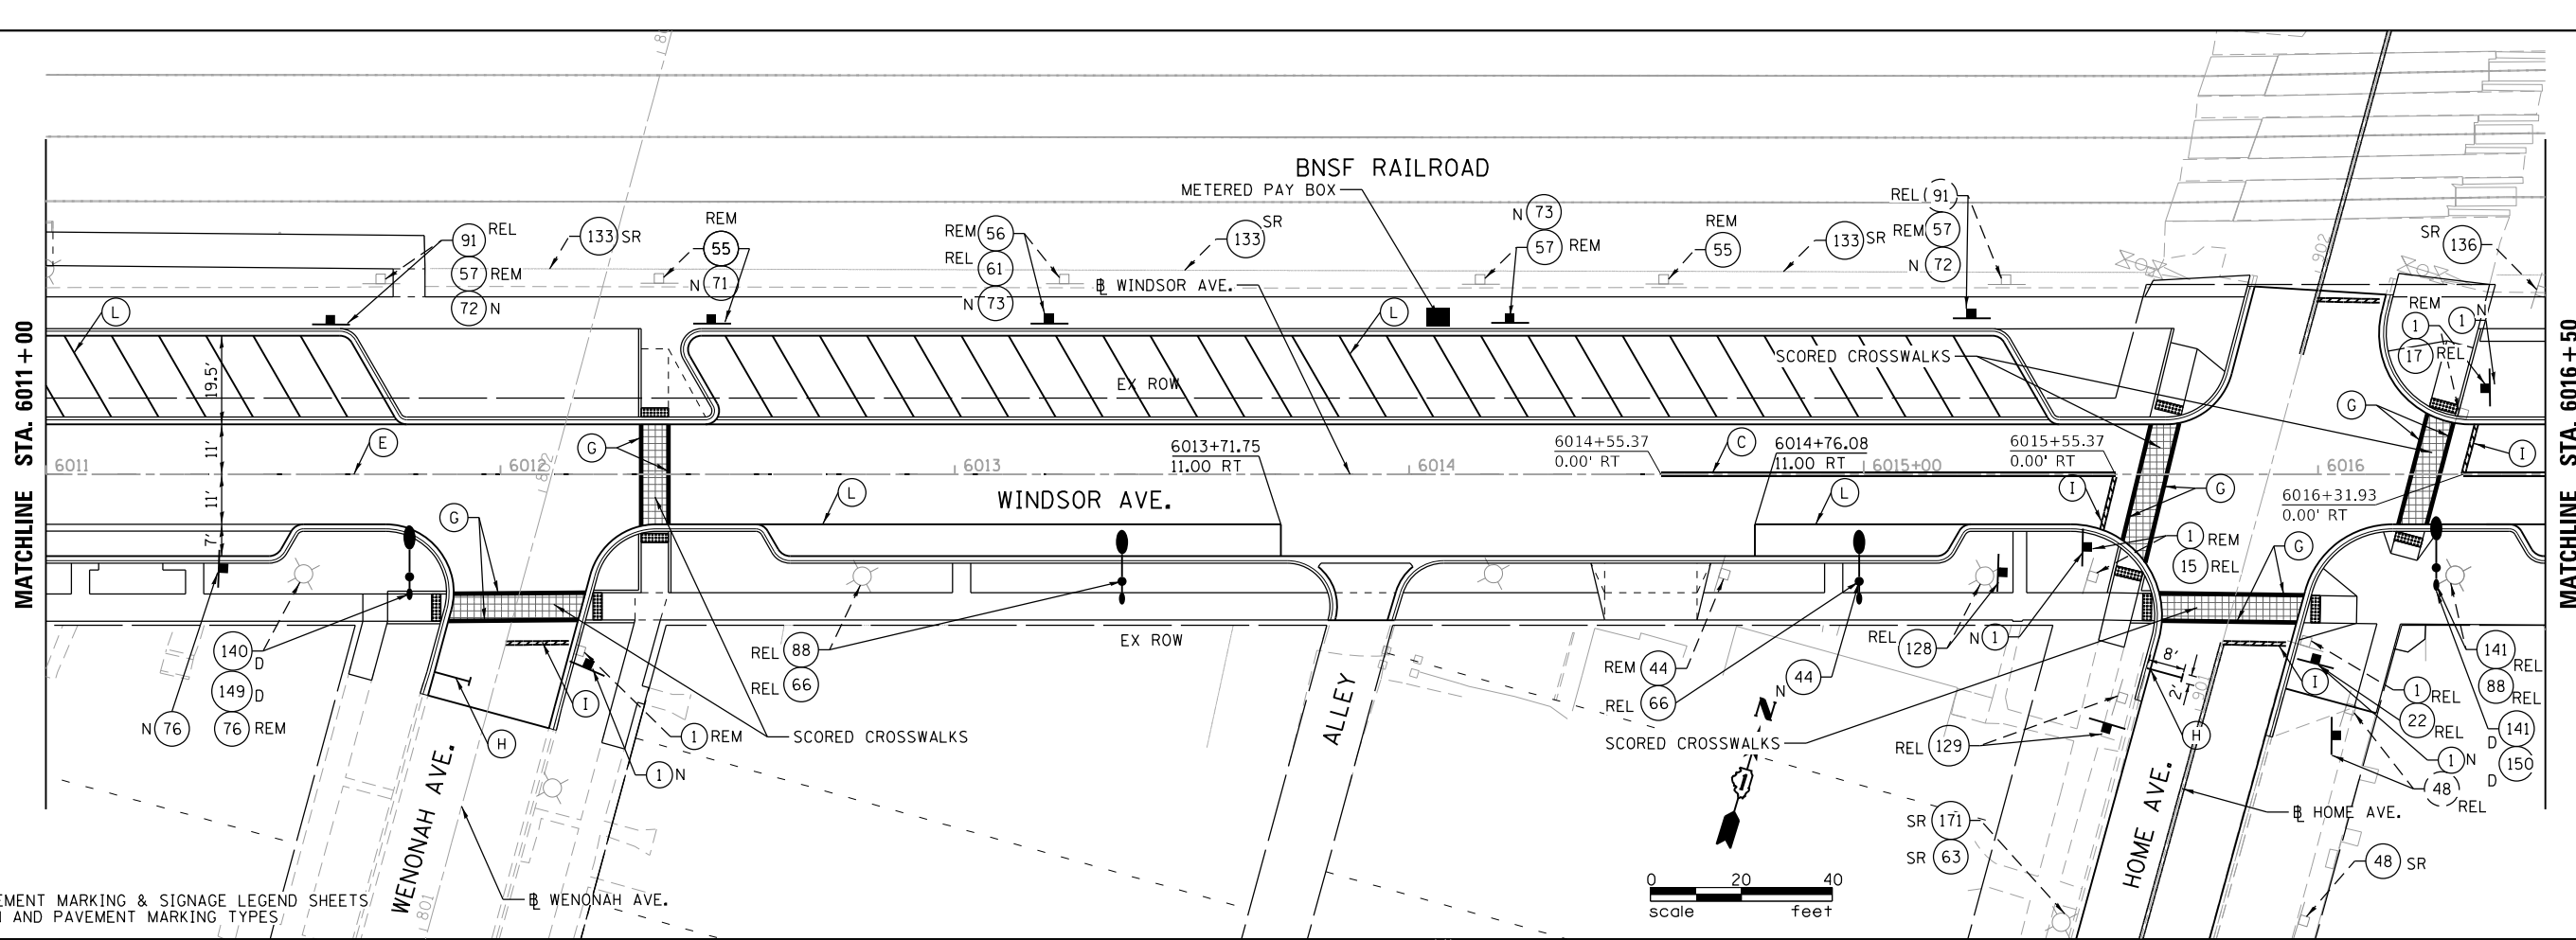 BNSF RAILROAD
METERED PAY BOX
91 REL
57 REM
72 N
133 SR
REM
55
N 71
REM 56
REL 61
N 73
133 SR
N 73
57 REM
REM
55
133 SR
REL 91
REM 57
N 72
SR 136
802
902
℄ WINDSOR AVE.
L
L
REM
1
17 REL
N
1
SCORED CROSSWALKS
EX ROW
19.5'
11'
11'
7'
E
G
G
I
6013+71.75
11.00 RT
6014+55.37
0.00' RT
C
6014+76.08
11.00 RT
6015+55.37
0.00' RT
6011
6012
6013
6014
6015+00
6016
802
WINDSOR AVE.
L
L
I
G
6016+31.93
0.00' RT
G
G
1 REM
15 REL
MATCHLINE STA. 6011+00
MATCHLINE STA. 6016+50
140 D
149 D
76 REM
N 76
REL 88
REL 66
EX ROW
ALLEY
REM 44
REL 66
44 N
REL 128
N 1
8'
2'
901
I
I
H
H
1 REM
1 N
SCORED CROSSWALKS
N
SCORED CROSSWALKS
REL 129
141 REL
88 REL
1 REL
22 REL
141 D
1 N
150 D
48 REL
℄ HOME AVE.
HOME AVE.
SR 171
SR 63
48 SR
WENONAH AVE.
801
℄ WENONAH AVE.
0 20 40
scale feet
EMENT MARKING & SIGNAGE LEGEND SHEETS
AND PAVEMENT MARKING TYPES